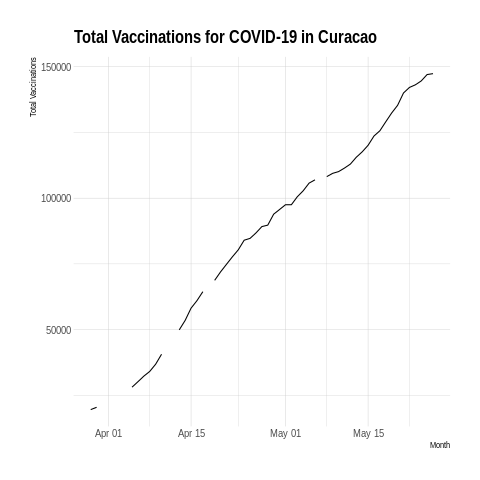 Total Vaccinations for COVID-19 in Curacao
Total Vaccinations
150000
100000
50000
Apr 01
Apr 15
May 01
May 15
Month